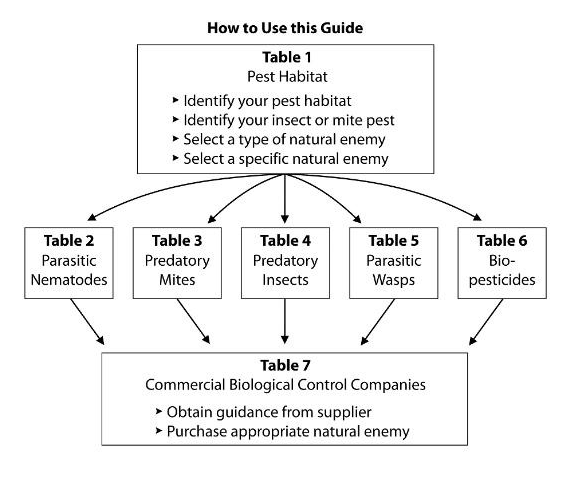 How to Use this Guide
Table 1
Pest Habitat
‣ Identify your pest habitat
‣ Identify your insect or mite pest
‣ Select a type of natural enemy
‣ Select a specific natural enemy
Table 2
Parasitic
Nematodes
Table 3
Predatory
Mites
Table 4
Predatory
Insects
Table 5
Parasitic
Wasps
Table 6
Bio-
pesticides
Table 7
Commercial Biological Control Companies
➤ Obtain guidance from supplier
➤ Purchase appropriate natural enemy